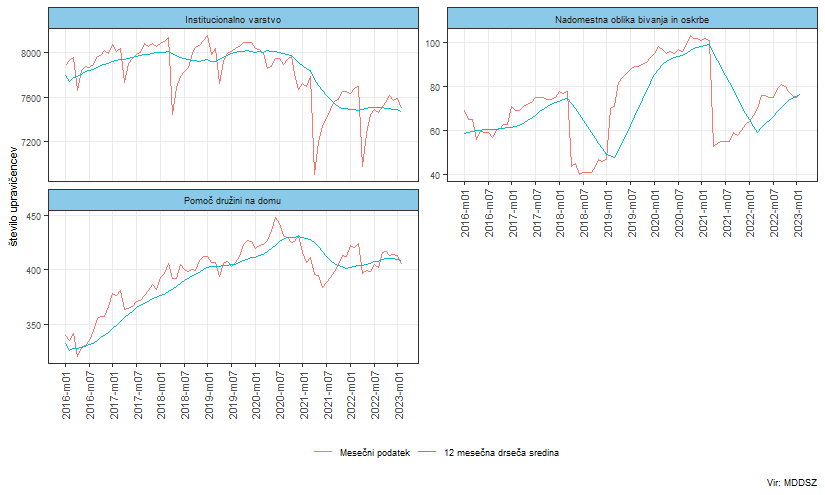 Institucionalno varstvo
Nadomestna oblika bivanja in oskrbe
8000
7600
7200
100
80
60
40
2016-m01
2016-m07
2017-m01
2017-m07
2018-m01
2018-m07
2019-m01
2019-m07
2020-m01
2020-m07
2021-m01
2021-m07
2022-m01
2022-m07
2023-m01
število upravičencev
Pomoč družini na domu
450
400
350
2016-m01
2016-m07
2017-m01
2017-m07
2018-m01
2018-m07
2019-m01
2019-m07
2020-m01
2020-m07
2021-m01
2021-m07
2022-m01
2022-m07
2023-m01
Mesečni podatek
12 mesečna drseča sredina
Vir: MDDSZ